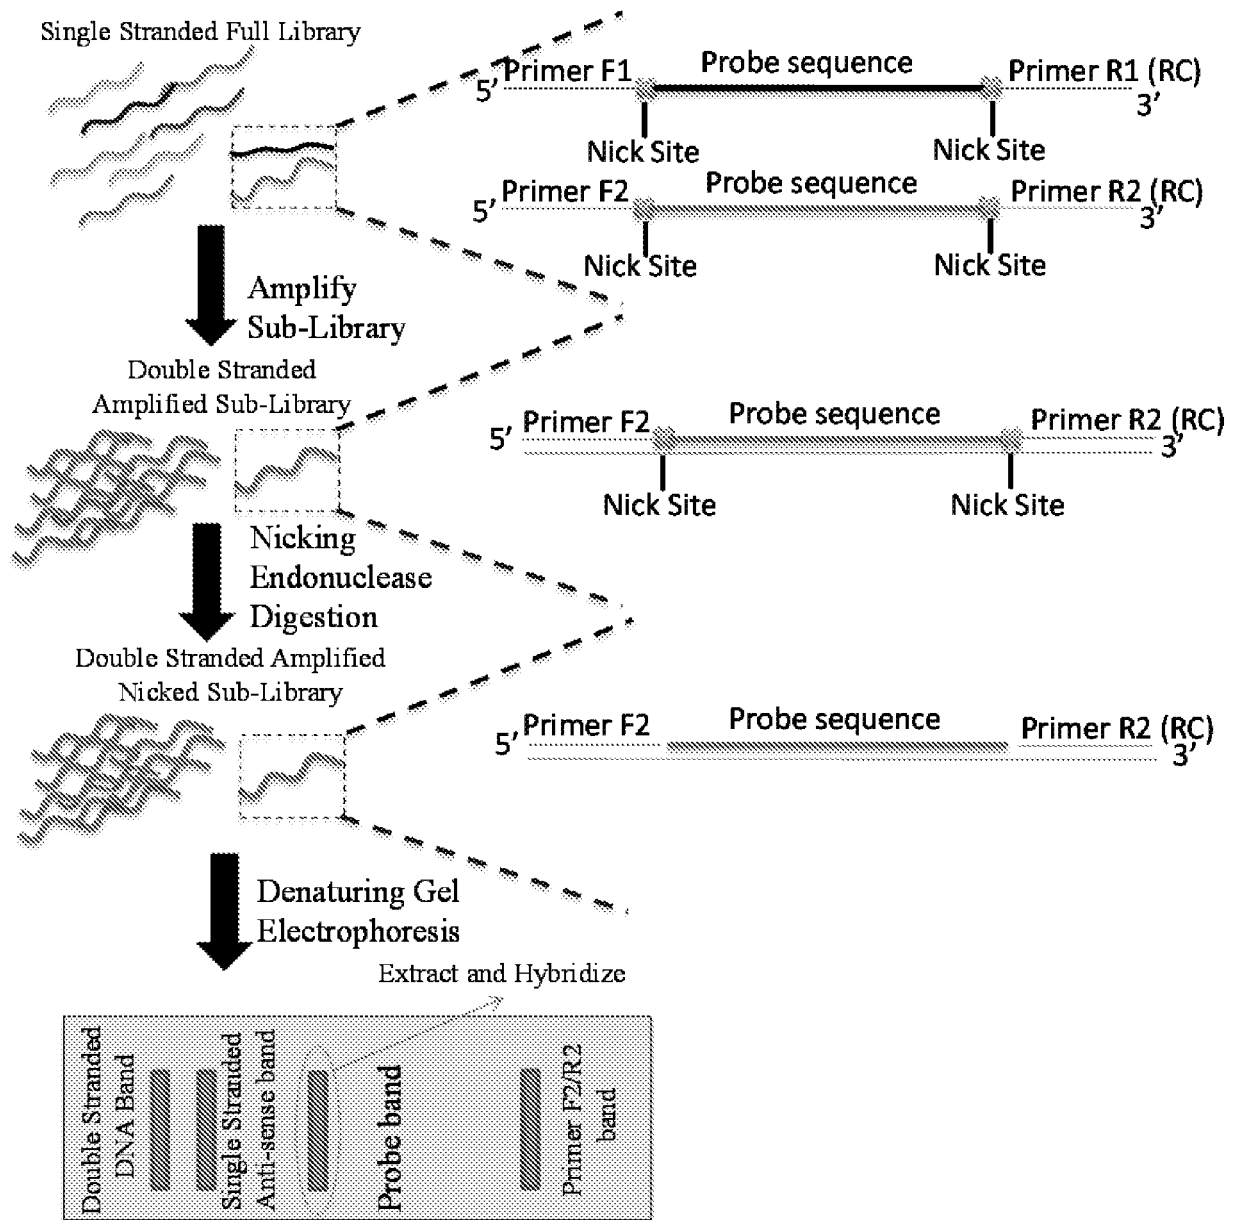 Single Stranded Full Library
5'
Primer F1
Probe sequence
Primer R1 (RC)
3'
Nick Site
Nick Site
5'
Primer F2
Probe sequence
Primer R2 (RC)
3'
Nick Site
Nick Site
Amplify
Sub-Library
Double Stranded
Amplified Sub-Library
5'
Primer F2
Probe sequence
Primer R2 (RC)
3'
Nick Site
Nick Site
Nicking
Endonuclease
Digestion
Double Stranded Amplified
Nicked Sub-Library
5'
Primer F2
Probe sequence
Primer R2 (RC)
3'
Denaturing Gel
Electrophoresis
Extract and Hybridize
Double Stranded
DNA Band
Single Stranded
Anti-sense band
Probe band
Primer F2/R2
band